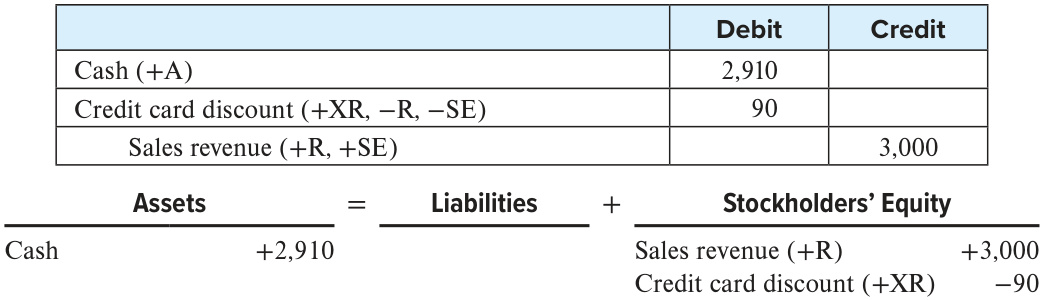 Debit Credit
Cash (+A) 2,910
Credit card discount (+XR, −R, −SE) 90
Sales revenue (+R, +SE) 3,000
Assets = Liabilities + Stockholders’ Equity
Cash +2,910 Sales revenue (+R) +3,000
Credit card discount (+XR) −90